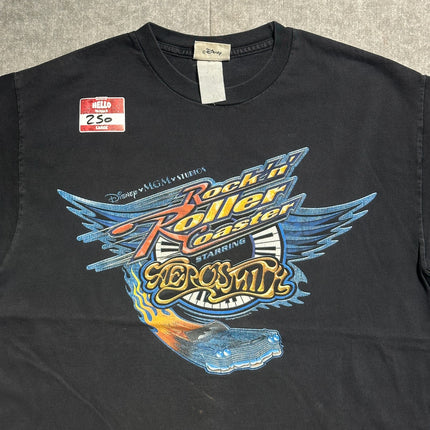 Disney
HELLO
250
LARGE
Disney • MGM • STUDIOS
Rock 'n'
Roller
Coaster
STARRING
AEROSMITH